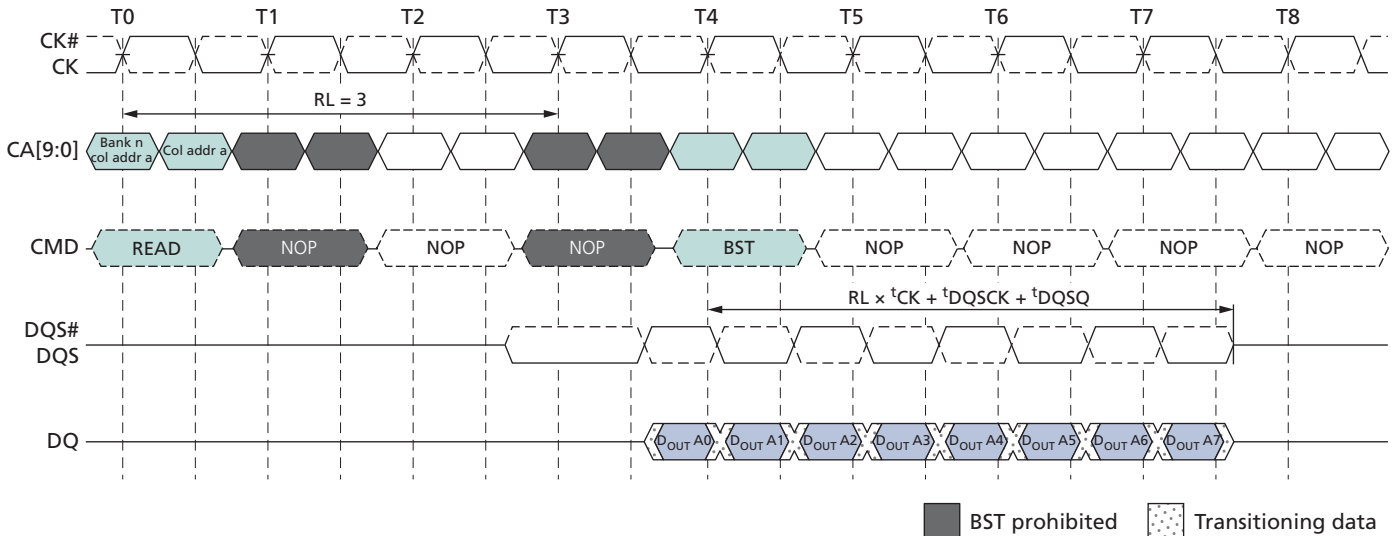 T0 T1 T2 T3 T4 T5 T6 T7 T8
CK#
CK
RL = 3
CA[9:0]
Bank n
col addr a
Col addr a
CMD
READ NOP NOP NOP BST NOP NOP NOP NOP
RL × tCK + tDQSCK + tDQSQ
DQS#
DQS
DQ
DOUT A0 DOUT A1 DOUT A2 DOUT A3 DOUT A4 DOUT A5 DOUT A6 DOUT A7
BST prohibited Transitioning data